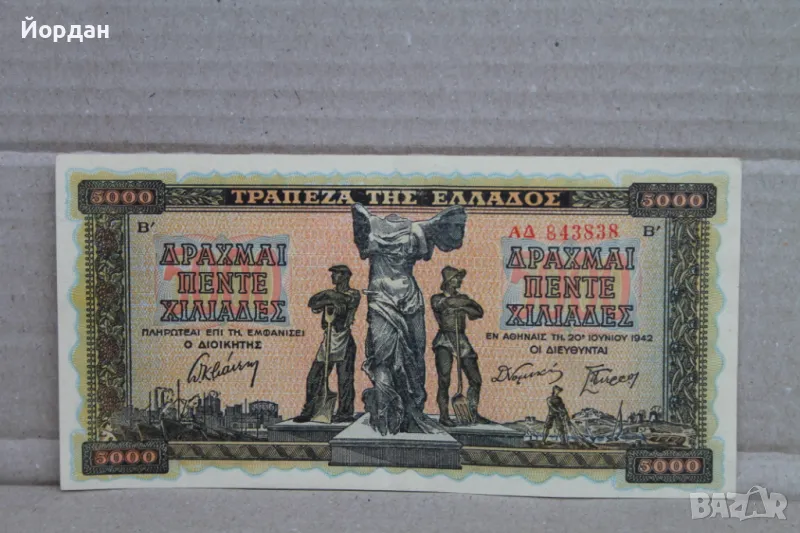 Йордан
5000 ΤΡΑΠΕΖΑ ΤΗΣ ΕΛΛΑΔΟΣ 5000
Β′ ΑΔ 843838 Β′
ΔΡΑΧΜΑΙ
ΠΕΝΤΕ
ΧΙΛΙΑΔΕΣ
ΠΛΗΡΩΤΕΑΙ ΕΠΙ ΤΗ, ΕΜΦΑΝΙΣΕΙ
Ο ΔΙΟΙΚΗΤΗΣ
ΔΡΑΧΜΑΙ
ΠΕΝΤΕ
ΧΙΛΙΑΔΕΣ
ΕΝ ΑΘΗΝΑΙΣ ΤΗ, 20ῌ ΙΟΥΝΙΟΥ 1942
ΟΙ ΔΙΕΥΘΥΝΤΑΙ
5000 5000
BAZAR